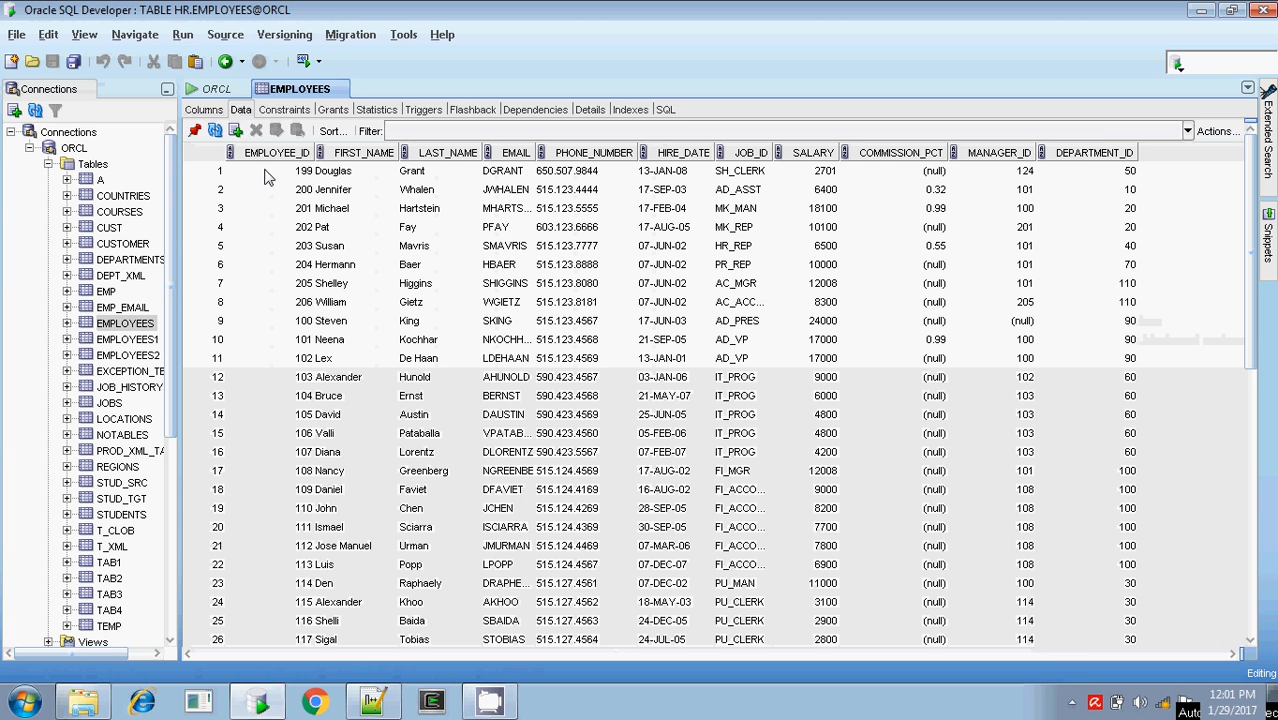 Oracle SQL Developer : TABLE HR.EMPLOYEES@ORCL
File Edit View Navigate Run Source Versioning Migration Tools Help
Connections
ORCL EMPLOYEES
Columns Data Constraints Grants Statistics Triggers Flashback Dependencies Details Indexes SQL
Sort... Filter: Actions...
Connections
ORCL
Tables
A
COUNTRIES
COURSES
CUST
CUSTOMER
DEPARTMENTS
DEPT_XML
EMP
EMP_EMAIL
EMPLOYEES
EMPLOYEES1
EMPLOYEES2
EXCEPTION_TE
JOB_HISTORY
JOBS
LOCATIONS
NOTABLES
PROD_XML_TA
REGIONS
STUD_SRC
STUD_TGT
STUDENTS
T_CLOB
T_XML
TAB1
TAB2
TAB3
TAB4
TEMP
Views
EMPLOYEE_ID FIRST_NAME LAST_NAME EMAIL PHONE_NUMBER HIRE_DATE JOB_ID SALARY COMMISSION_PCT MANAGER_ID DEPARTMENT_ID
1 199 Douglas Grant DGRANT 650.507.9844 13-JAN-08 SH_CLERK 2701 (null) 124 50
2 200 Jennifer Whalen JWHALEN 515.123.4444 17-SEP-03 AD_ASST 6400 0.32 101 10
3 201 Michael Hartstein MHARTS... 515.123.5555 17-FEB-04 MK_MAN 18100 0.99 100 20
4 202 Pat Fay PFAY 603.123.6666 17-AUG-05 MK_REP 10100 (null) 201 20
5 203 Susan Mavris SMAVRIS 515.123.7777 07-JUN-02 HR_REP 6500 0.55 101 40
6 204 Hermann Baer HBAER 515.123.8888 07-JUN-02 PR_REP 10000 (null) 101 70
7 205 Shelley Higgins SHIGGINS 515.123.8080 07-JUN-02 AC_MGR 12008 (null) 101 110
8 206 William Gietz WGIETZ 515.123.8181 07-JUN-02 AC_ACC... 8300 (null) 205 110
9 100 Steven King SKING 515.123.4567 17-JUN-03 AD_PRES 24000 (null) (null) 90
10 101 Neena Kochhar NKOCHH... 515.123.4568 21-SEP-05 AD_VP 17000 0.99 100 90
11 102 Lex De Haan LDEHAAN 515.123.4569 13-JAN-01 AD_VP 17000 (null) 100 90
12 103 Alexander Hunold AHUNOLD 590.423.4567 03-JAN-06 IT_PROG 9000 (null) 102 60
13 104 Bruce Ernst BERNST 590.423.4568 21-MAY-07 IT_PROG 6000 (null) 103 60
14 105 David Austin DAUSTIN 590.423.4569 25-JUN-05 IT_PROG 4800 (null) 103 60
15 106 Valli Pataballa VPATAB... 590.423.4560 05-FEB-06 IT_PROG 4800 (null) 103 60
16 107 Diana Lorentz DLORENTZ 590.423.5567 07-FEB-07 IT_PROG 4200 (null) 103 60
17 108 Nancy Greenberg NGREENBE 515.124.4569 17-AUG-02 FI_MGR 12008 (null) 101 100
18 109 Daniel Faviet DFAVIET 515.124.4169 16-AUG-02 FI_ACCO... 9000 (null) 108 100
19 110 John Chen JCHEN 515.124.4269 28-SEP-05 FI_ACCO... 8200 (null) 108 100
20 111 Ismael Sciarra ISCIARRA 515.124.4369 30-SEP-05 FI_ACCO... 7700 (null) 108 100
21 112 Jose Manuel Urman JMURMAN 515.124.4469 07-MAR-06 FI_ACCO... 7800 (null) 108 100
22 113 Luis Popp LPOPP 515.124.4567 07-DEC-07 FI_ACCO... 6900 (null) 108 100
23 114 Den Raphaely DRAPHE... 515.127.4561 07-DEC-02 PU_MAN 11000 (null) 100 30
24 115 Alexander Khoo AKHOO 515.127.4562 18-MAY-03 PU_CLERK 3100 (null) 114 30
25 116 Shelli Baida SBAIDA 515.127.4563 24-DEC-05 PU_CLERK 2900 (null) 114 30
26 117 Sigal Tobias STOBIAS 515.127.4564 24-JUL-05 PU_CLERK 2800 (null) 114 30
Extended Search
Snippets
Editing
12:01 PM
1/29/2017